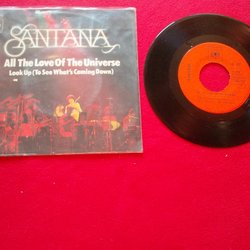 SANTANA
All The Love Of The Universe
Look Up (To See What's Coming Down)